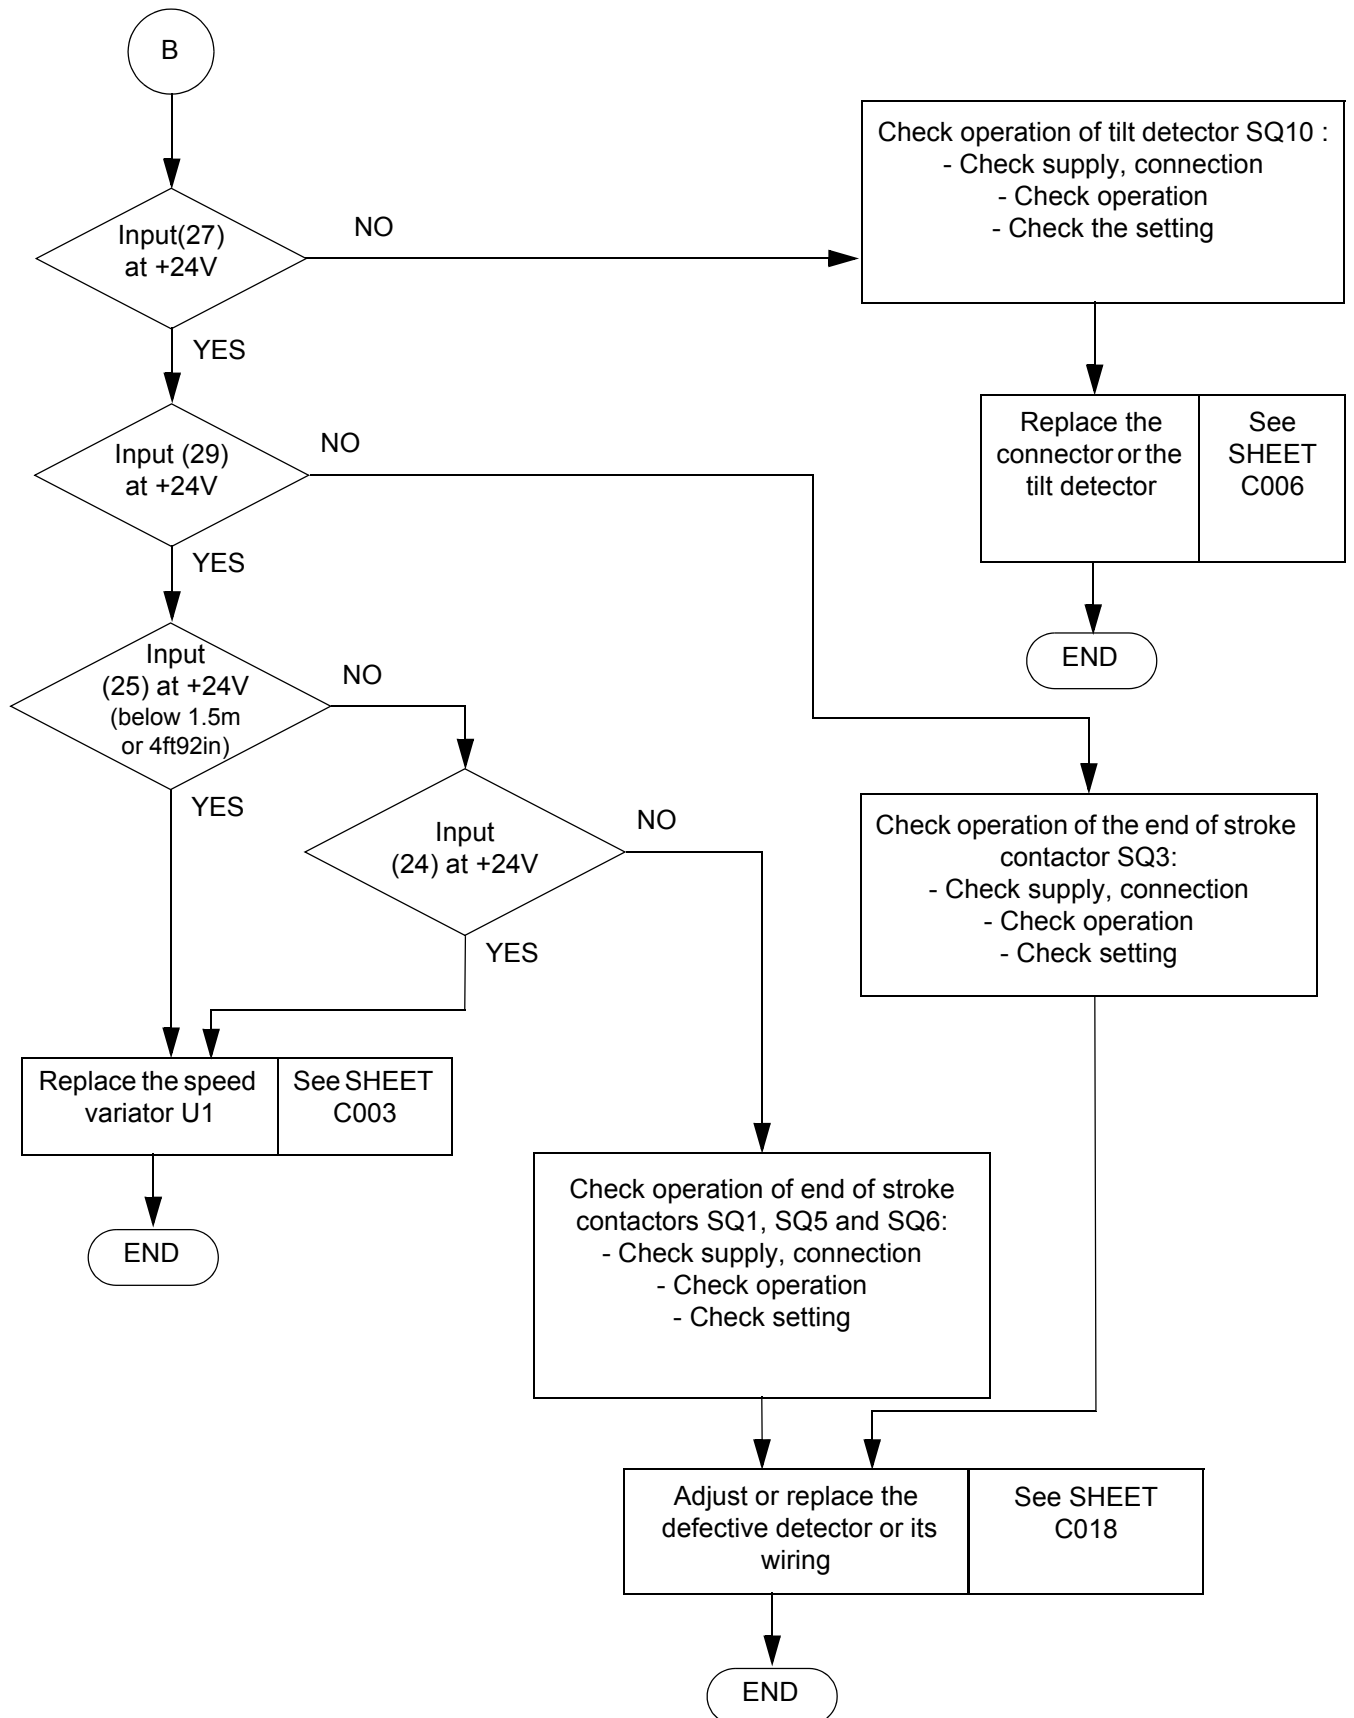 B
Check operation of tilt detector SQ10 :
- Check supply, connection
- Check operation
- Check the setting
Input(27)
at +24V
NO
YES
Replace the
connector or the
tilt detector
See
SHEET
C006
Input (29)
at +24V
NO
YES
END
Input
(25) at +24V
(below 1.5m
or 4ft92in)
NO
YES
Input
(24) at +24V
NO
YES
Check operation of the end of stroke
contactor SQ3:
- Check supply, connection
- Check operation
- Check setting
Replace the speed
variator U1
See SHEET
C003
END
Check operation of end of stroke
contactors SQ1, SQ5 and SQ6:
- Check supply, connection
- Check operation
- Check setting
Adjust or replace the
defective detector or its
wiring
See SHEET
C018
END